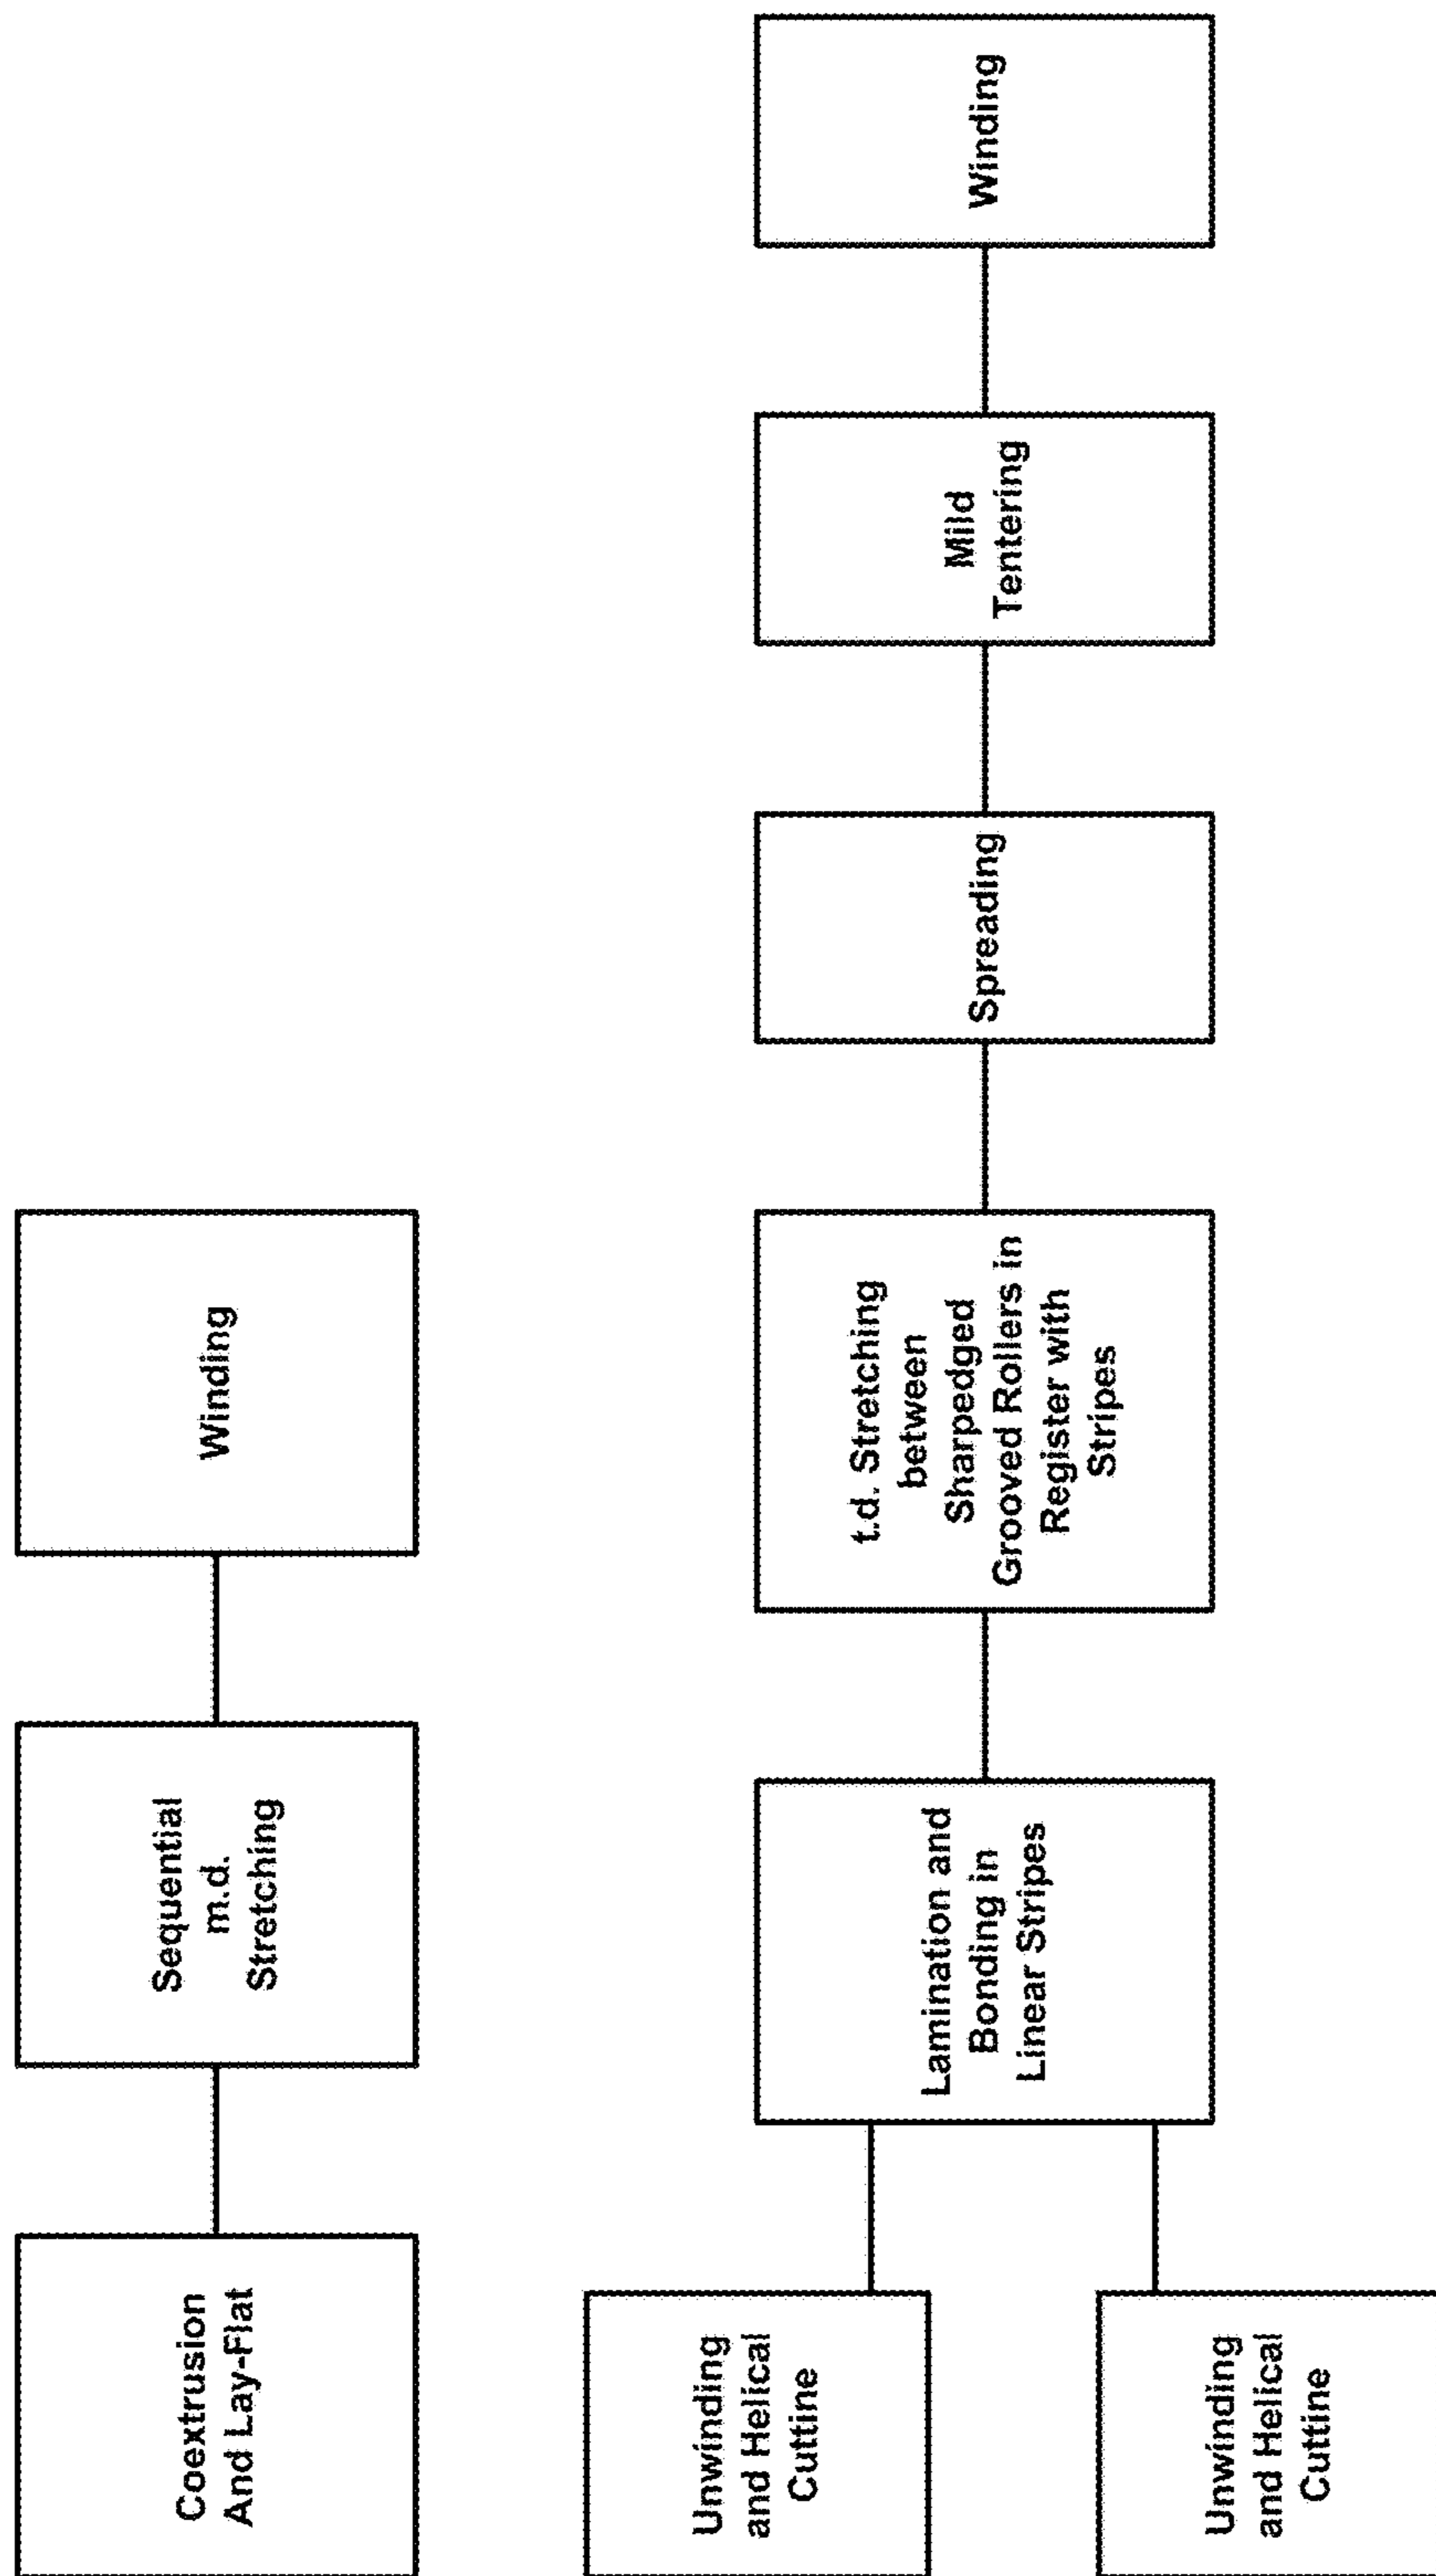 Coextrusion
And Lay-Flat
Sequential
m.d.
Stretching
Winding
Unwinding
and Helical
Cuttine
Unwinding
and Helical
Cuttine
Lamination and
Bonding in
Linear Stripes
t.d. Stretching
between
Sharpedged
Grooved Rollers in
Register with
Stripes
Spreading
Mild
Tentering
Winding